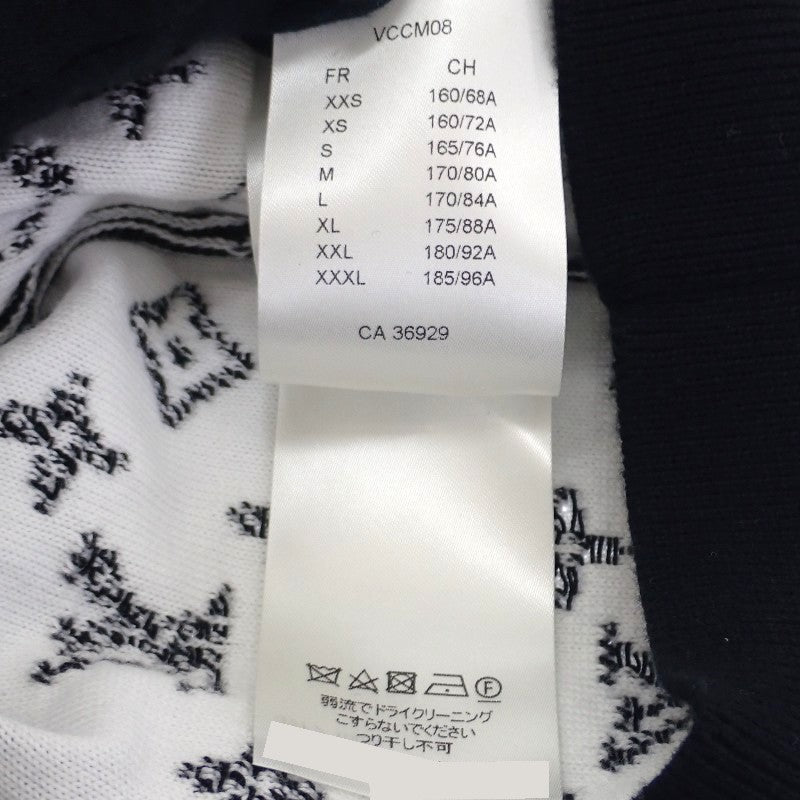 VCCM08
FR CH
XXS 160/68A
XS 160/72A
S 165/76A
M 170/80A
L 170/84A
XL 175/88A
XXL 180/92A
XXXL 185/96A
CA 36929
F
弱流でドライクリーニング
こすらないでください
つり干し不可